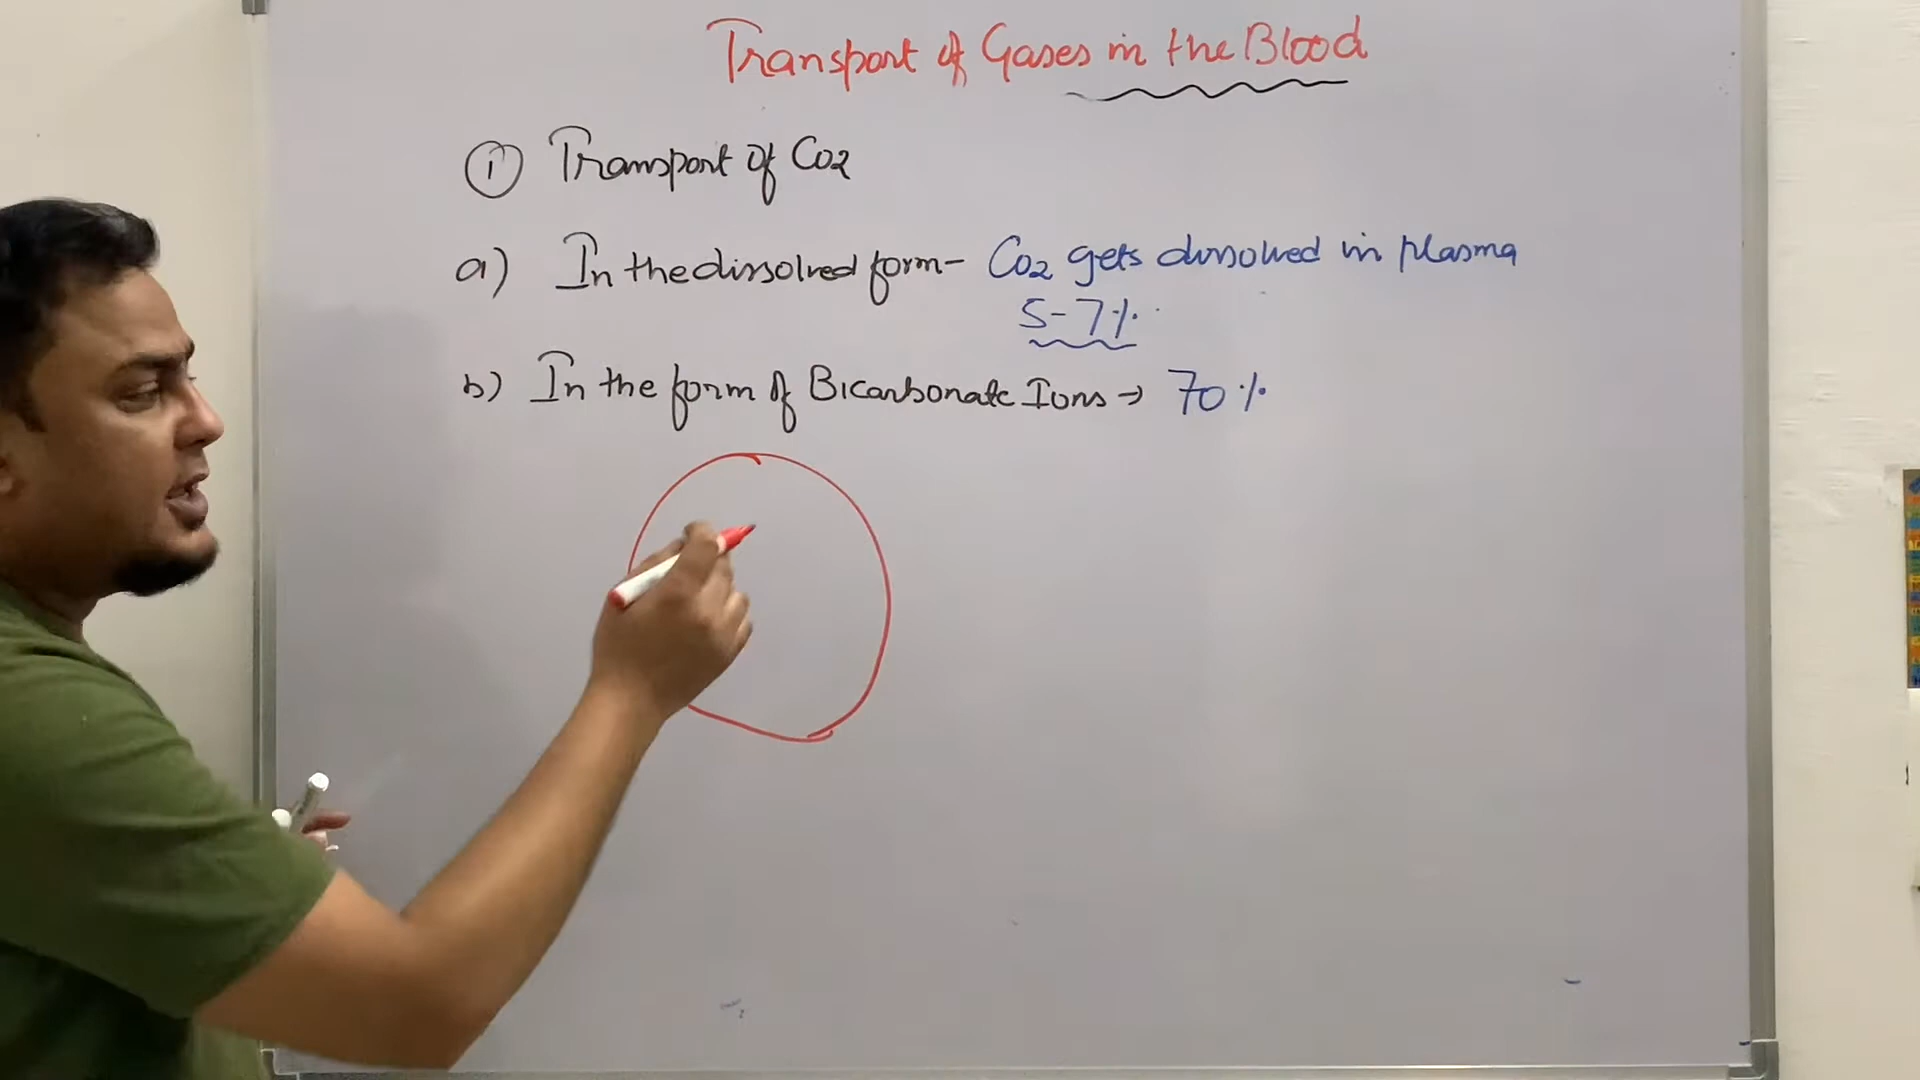 Transport of Gases in the Blood
① Transport of Co2
a) In the dissolved form - Co2 gets dissolved in plasma
5-7%
b) In the form of Bicarbonate Ions → 70%